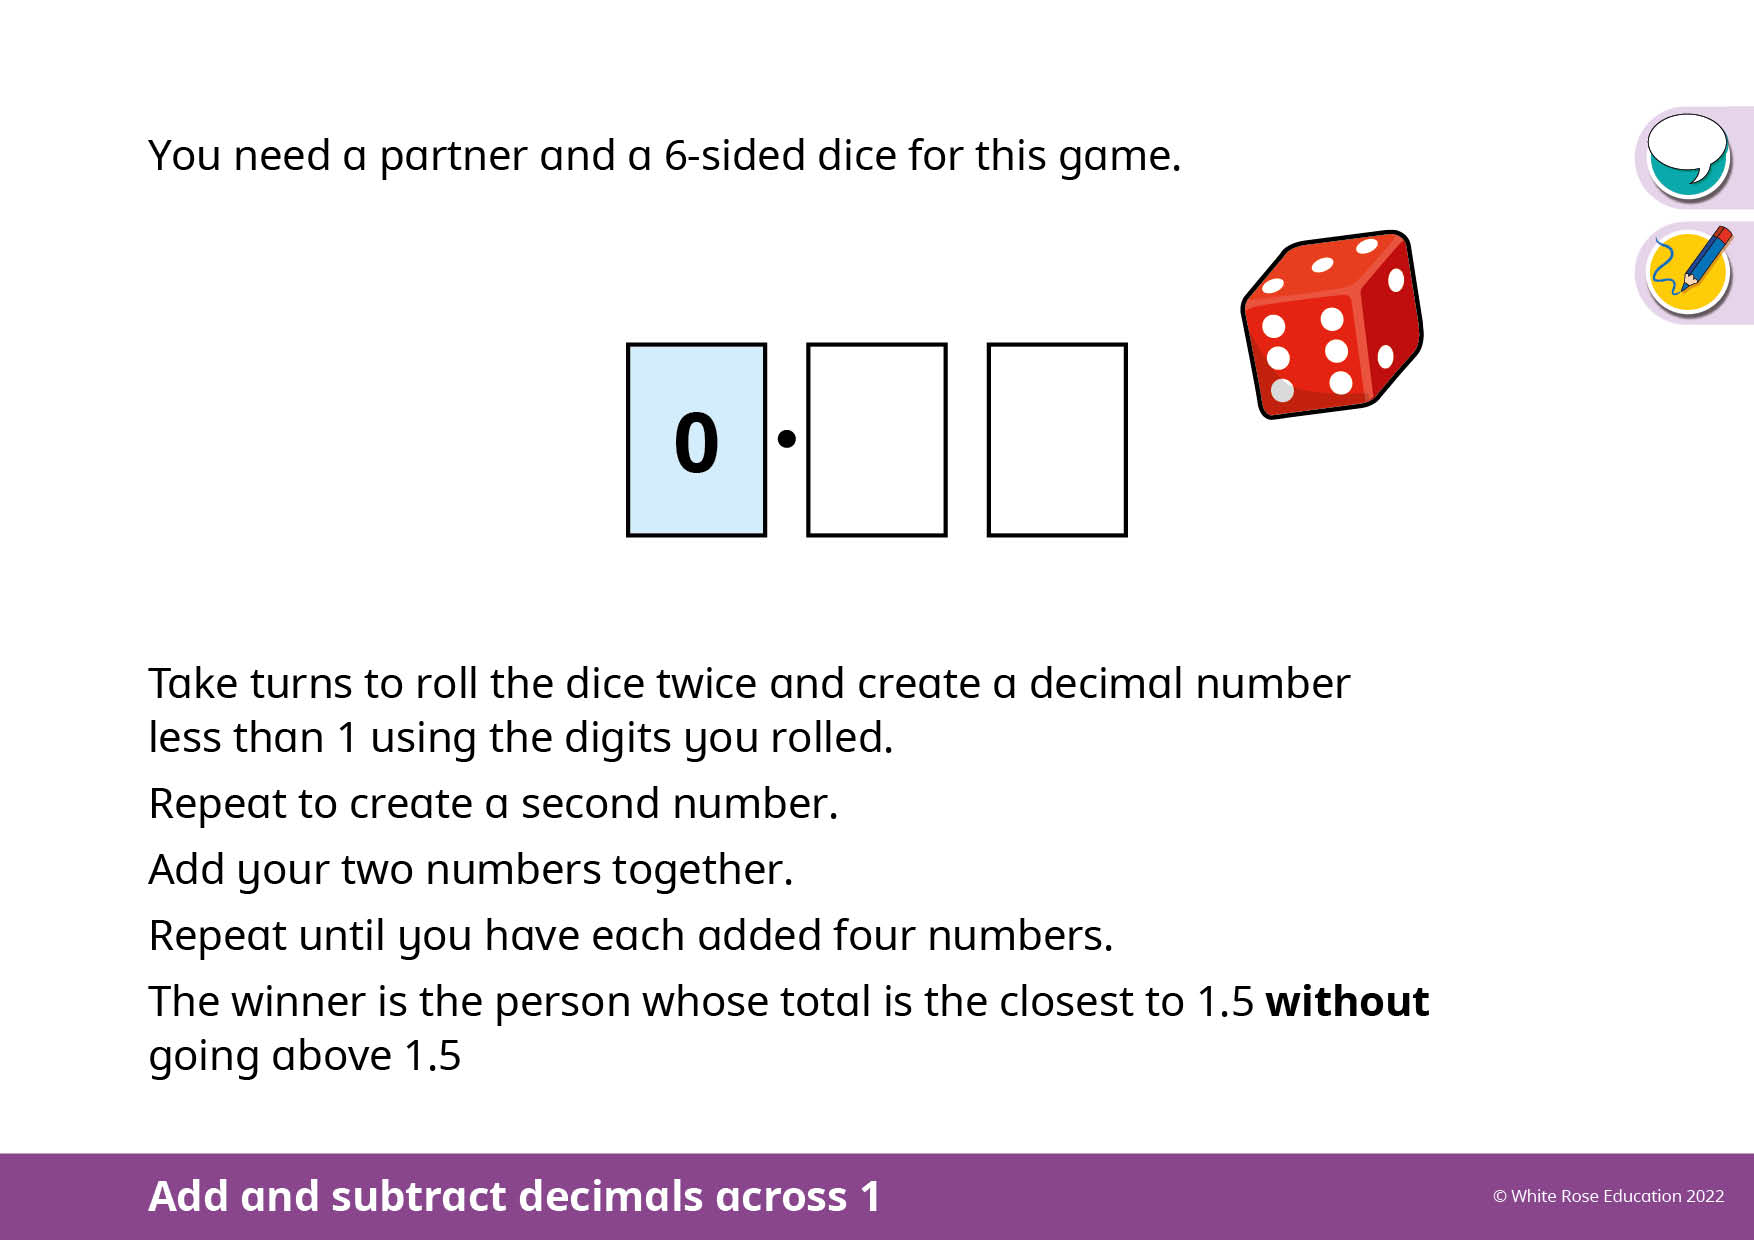 You need a partner and a 6-sided dice for this game.
0 •
Take turns to roll the dice twice and create a decimal number
less than 1 using the digits you rolled.
Repeat to create a second number.
Add your two numbers together.
Repeat until you have each added four numbers.
The winner is the person whose total is the closest to 1.5 without
going above 1.5
Add and subtract decimals across 1
© White Rose Education 2022